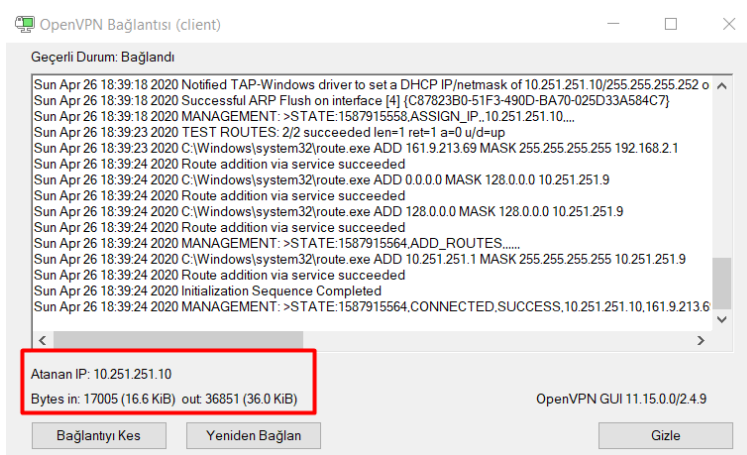 OpenVPN Bağlantısı (client)
Geçerli Durum: Bağlandı
Sun Apr 26 18:39:18 2020 Notified TAP-Windows driver to set a DHCP IP/netmask of 10.251.251.10/255.255.255.252 o
Sun Apr 26 18:39:18 2020 Successful ARP Flush on interface [4] {C87823B0-51F3-490D-BA70-025D33A584C7}
Sun Apr 26 18:39:18 2020 MANAGEMENT: >STATE:1587915558,ASSIGN_IP,,10.251.251.10,,,,
Sun Apr 26 18:39:23 2020 TEST ROUTES: 2/2 succeeded len=1 ret=1 a=0 u/d=up
Sun Apr 26 18:39:23 2020 C:\Windows\system32\route.exe ADD 161.9.213.69 MASK 255.255.255.255 192.168.2.1
Sun Apr 26 18:39:24 2020 Route addition via service succeeded
Sun Apr 26 18:39:24 2020 C:\Windows\system32\route.exe ADD 0.0.0.0 MASK 128.0.0.0 10.251.251.9
Sun Apr 26 18:39:24 2020 Route addition via service succeeded
Sun Apr 26 18:39:24 2020 C:\Windows\system32\route.exe ADD 128.0.0.0 MASK 128.0.0.0 10.251.251.9
Sun Apr 26 18:39:24 2020 Route addition via service succeeded
Sun Apr 26 18:39:24 2020 MANAGEMENT: >STATE:1587915564,ADD_ROUTES,,,,,,
Sun Apr 26 18:39:24 2020 C:\Windows\system32\route.exe ADD 10.251.251.1 MASK 255.255.255.255 10.251.251.9
Sun Apr 26 18:39:24 2020 Route addition via service succeeded
Sun Apr 26 18:39:24 2020 Initialization Sequence Completed
Sun Apr 26 18:39:24 2020 MANAGEMENT: >STATE:1587915564,CONNECTED,SUCCESS,10.251.251.10,161.9.213.6
Atanan IP: 10.251.251.10
Bytes in: 17005 (16.6 KiB) out: 36851 (36.0 KiB)
OpenVPN GUI 11.15.0.0/2.4.9
Bağlantıyı Kes
Yeniden Bağlan
Gizle